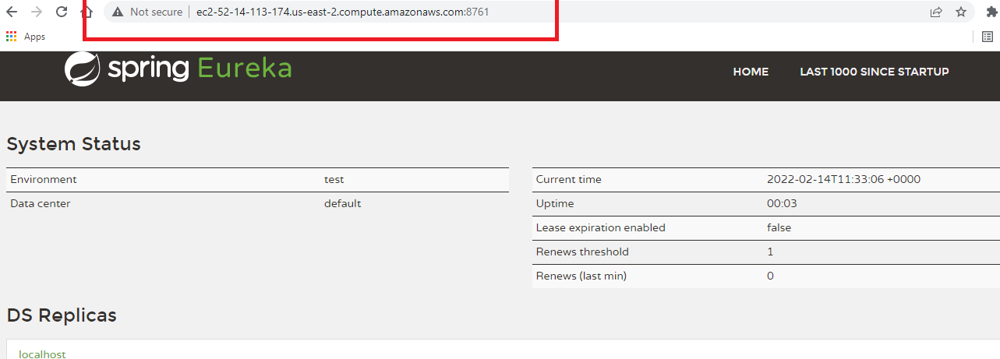 Not secure ec2-52-14-113-174.us-east-2.compute.amazonaws.com:8761
Apps
spring Eureka
HOME LAST 1000 SINCE STARTUP
System Status
Environment test
Data center default
Current time 2022-02-14T11:33:06 +0000
Uptime 00:03
Lease expiration enabled false
Renews threshold 1
Renews (last min) 0
DS Replicas
localhost